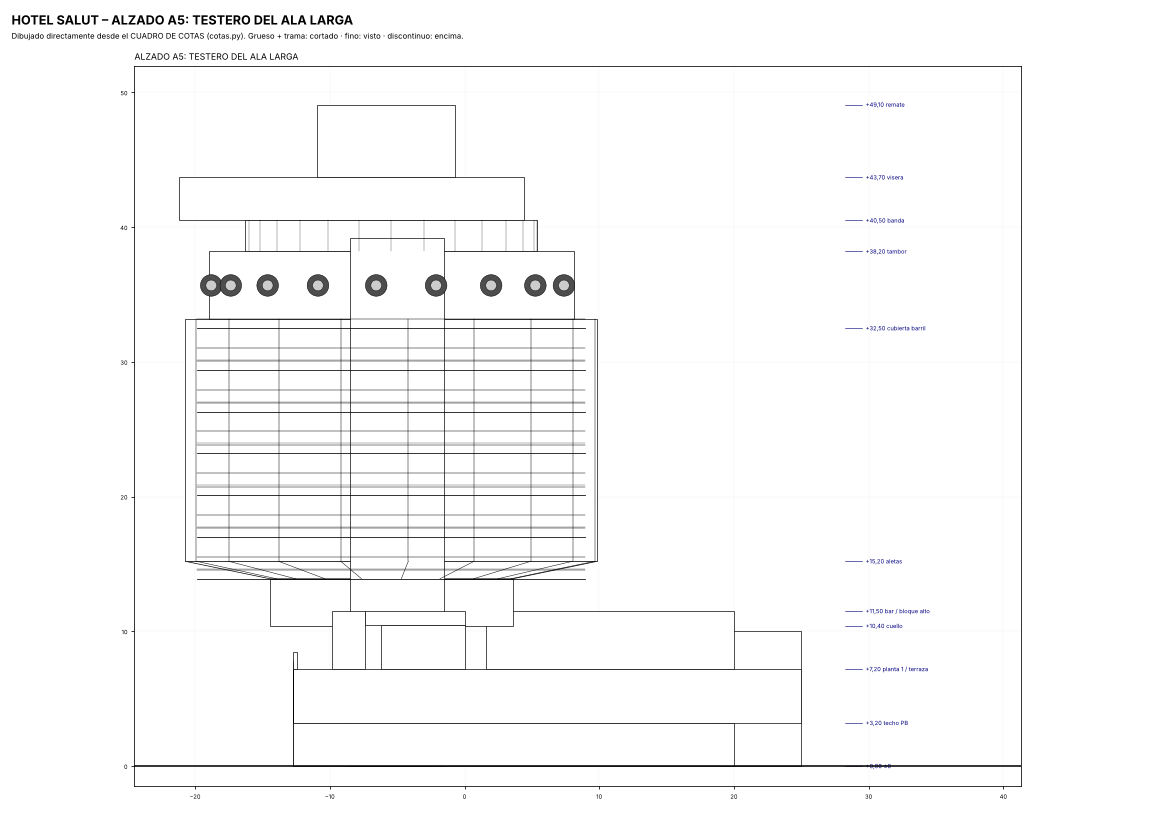 HOTEL SALUT – ALZADO A5: TESTERO DEL ALA LARGA
Dibujado directamente desde el CUADRO DE COTAS (cotas.py). Grueso + trama: cortado · fino: visto · discontinuo: encima.
ALZADO A5: TESTERO DEL ALA LARGA
50
+49,10 remate
+43,70 visera
+40,50 banda
40
+38,20 tambor
+32,50 cubierta barril
30
20
+15,20 aletas
+11,50 bar / bloque alto
10
+10,40 cuello
+7,20 planta 1 / terraza
+3,20 techo PB
0
−20 −10 0 10 20 30 40